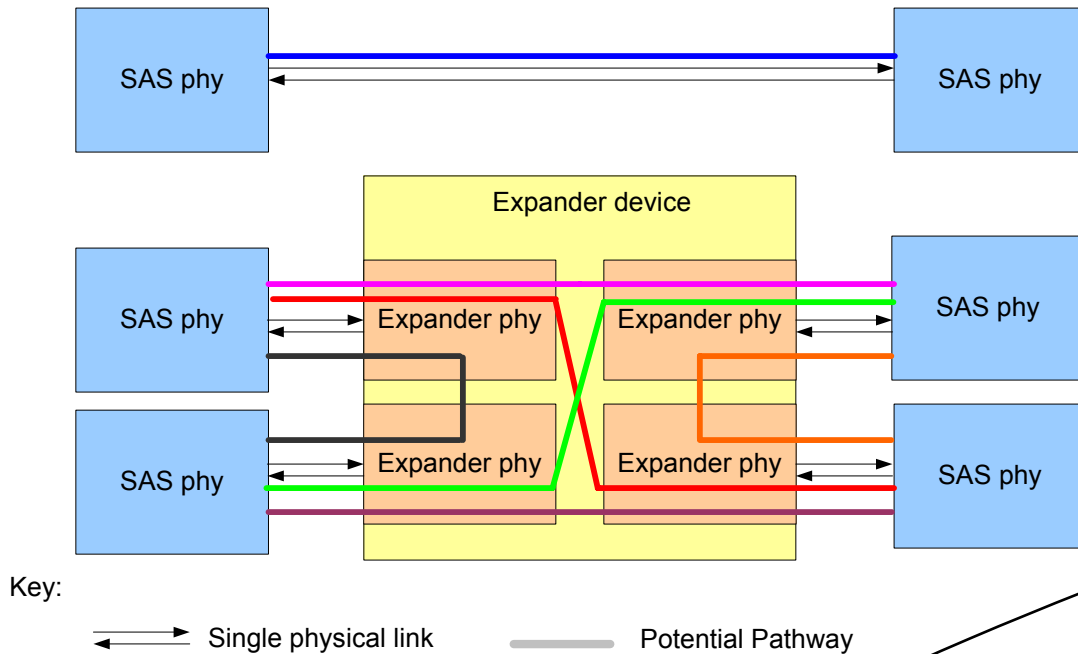 SAS phy
SAS phy
Expander device
SAS phy
Expander phy
Expander phy
SAS phy
SAS phy
Expander phy
Expander phy
SAS phy
Key:
Single physical link
Potential Pathway